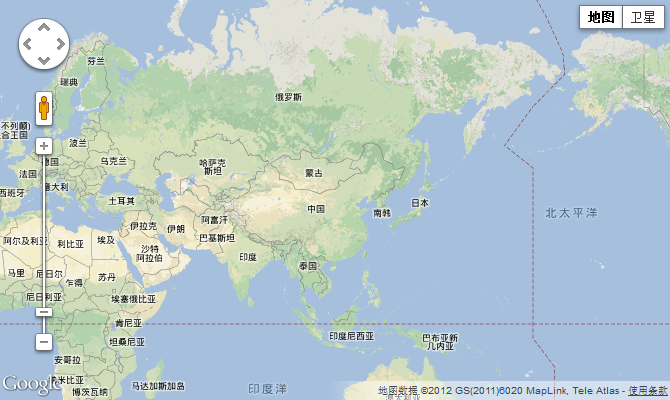 地图
卫星
芬兰
瑞典
俄罗斯
不列颠)
合王国
波兰
德国
乌克兰
法国
哈萨克
斯坦
蒙古
意大利
西班牙
土耳其
日本
中国
南韩
北太平洋
伊拉克
伊朗
阿富汗
巴基斯坦
阿尔及利亚
利比亚
埃及
沙特
阿拉伯
印度
泰国
马里
尼日尔
乍得
苏丹
尼日利亚
埃塞俄比亚
肯尼亚
坦桑尼亚
印度尼西亚
巴布亚新
几内亚
安哥拉
米比亚
博茨瓦纳
马达加斯加岛
印度洋
Google
地图数据 ©2012 GS(2011)6020 MapLink, Tele Atlas - 使用条款